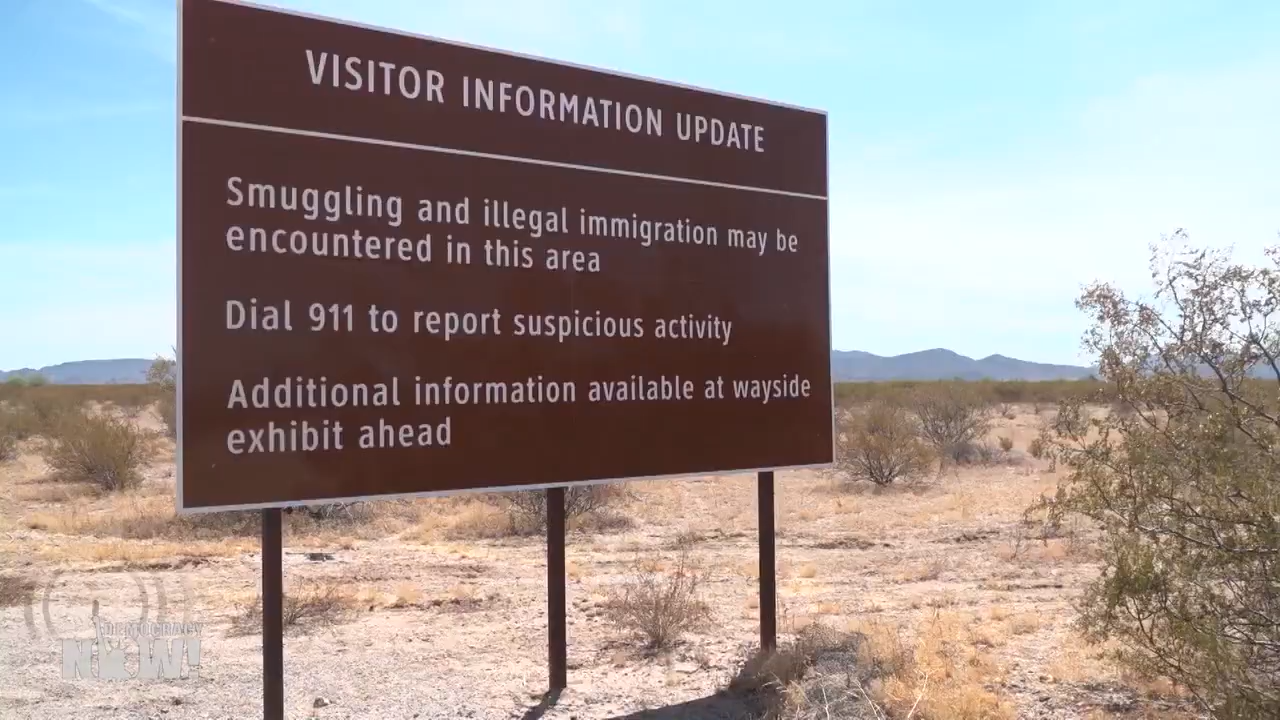 VISITOR INFORMATION UPDATE
Smuggling and illegal immigration may be
encountered in this area
Dial 911 to report suspicious activity
Additional information available at wayside
exhibit ahead
DEMOCRACY
NOW!